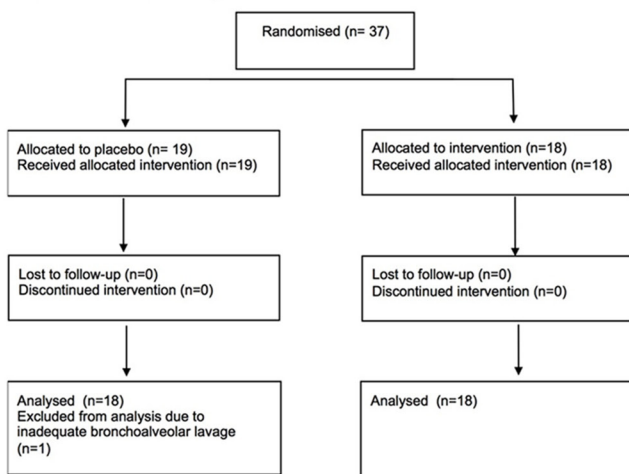 Randomised (n= 37)
Allocated to placebo (n= 19)
Received allocated intervention (n=19)
Allocated to intervention (n=18)
Received allocated intervention (n=18)
Lost to follow-up (n=0)
Discontinued intervention (n=0)
Lost to follow-up (n=0)
Discontinued intervention (n=0)
Analysed (n=18)
Excluded from analysis due to
inadequate bronchoalveolar lavage
(n=1)
Analysed (n=18)